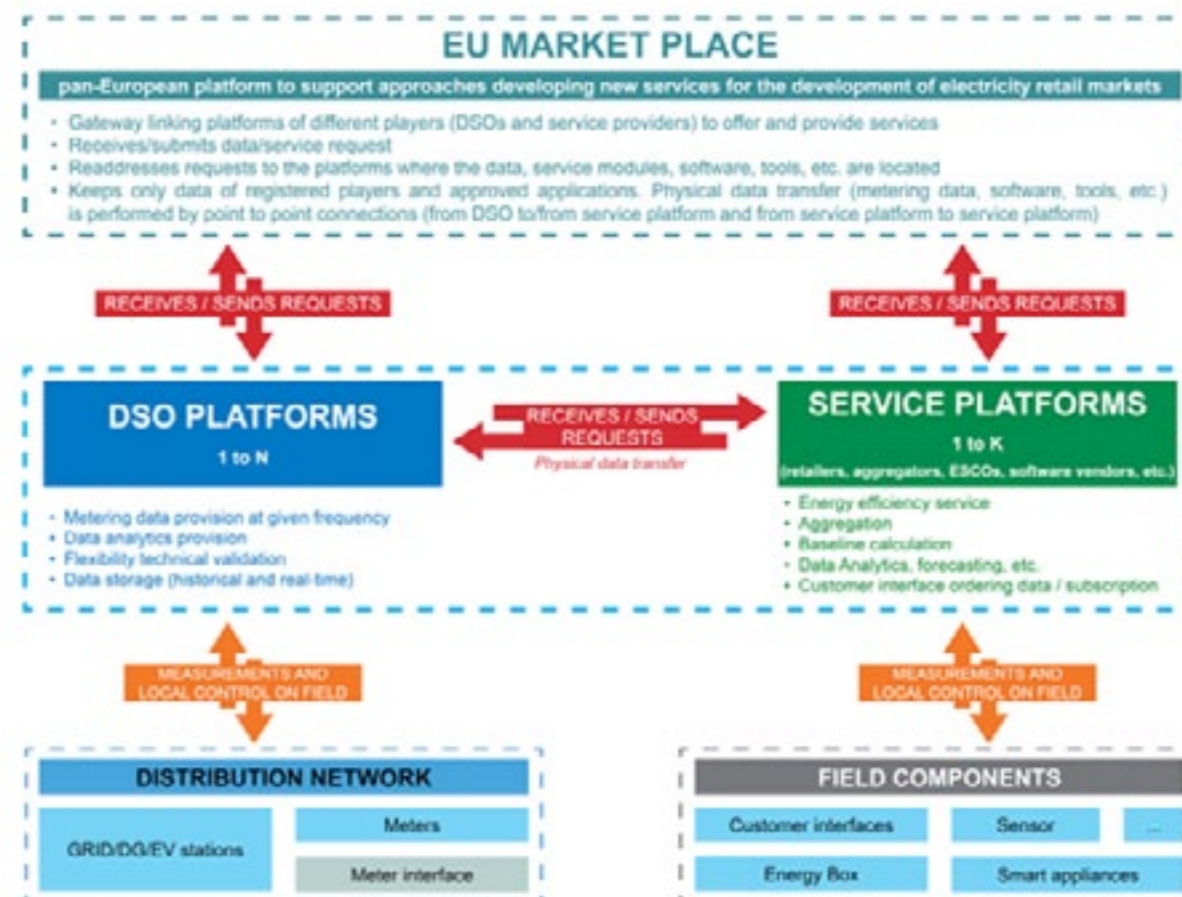 EU MARKET PLACE
pan-European platform to support approaches developing new services for the development of electricity retail markets
• Gateway linking platforms of different players (DSOs and service providers) to offer and provide services
• Receives/submits data/service request
• Readdresses requests to the platforms where the data, service modules, software, tools, etc. are located
• Keeps only data of registered players and approved applications. Physical data transfer (metering data, software, tools, etc.)
is performed by point to point connections (from DSO to/from service platform and from service platform to service platform)
RECEIVES / SENDS REQUESTS
RECEIVES / SENDS REQUESTS
DSO PLATFORMS
1 to N
RECEIVES / SENDS
REQUESTS
Physical data transfer
SERVICE PLATFORMS
1 to K
(retailers, aggregators, ESCOs, software vendors, etc.)
• Metering data provision at given frequency
• Data analytics provision
• Flexibility technical validation
• Data storage (historical and real-time)
• Energy efficiency service
• Aggregation
• Baseline calculation
• Data Analytics, forecasting, etc.
• Customer interface ordering data / subscription
MEASUREMENTS AND
LOCAL CONTROL ON FIELD
MEASUREMENTS AND
LOCAL CONTROL ON FIELD
DISTRIBUTION NETWORK
GRID/DG/EV stations
Meters
Meter interface
FIELD COMPONENTS
Customer interfaces
Sensor
...
Energy Box
Smart appliances